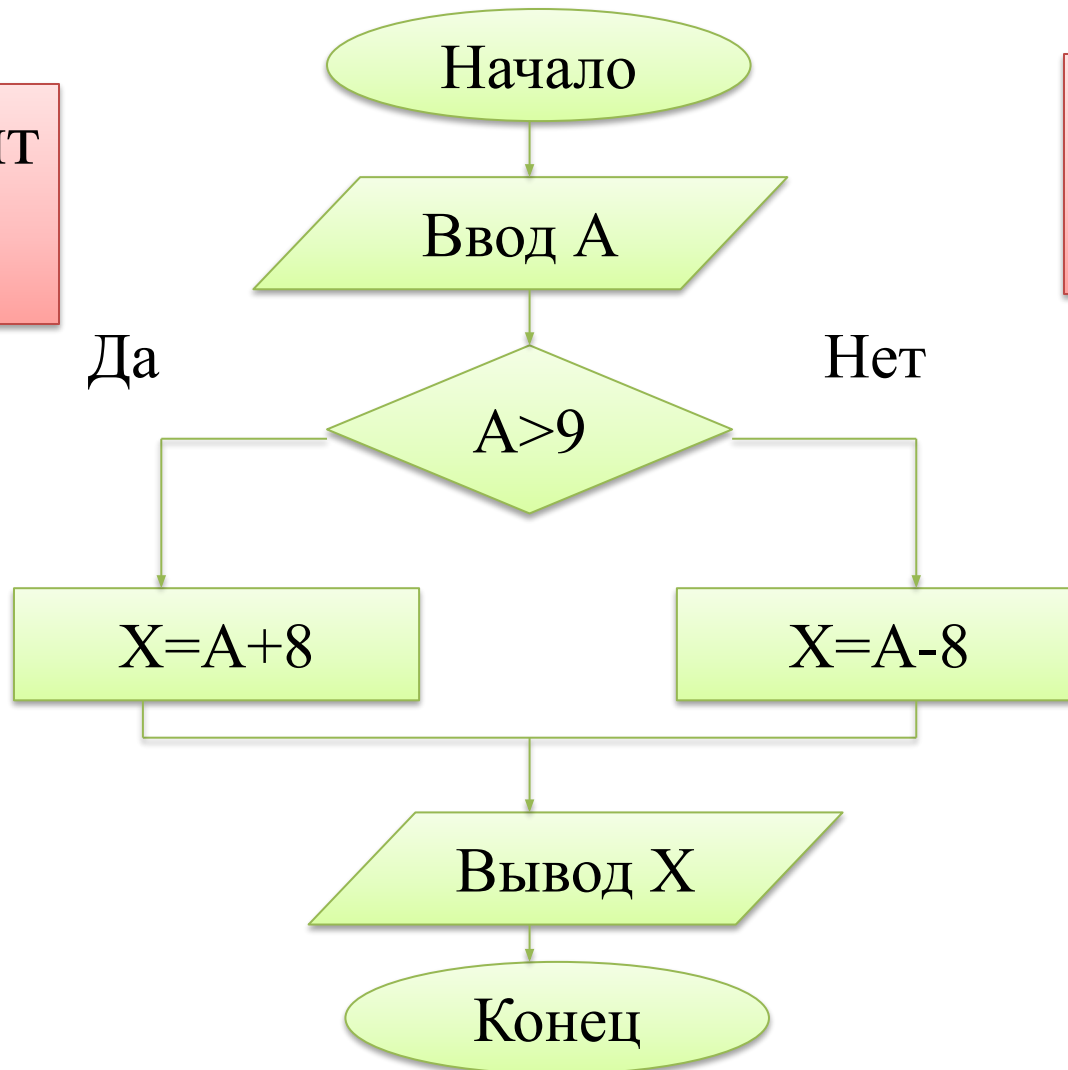 Начало
Ввод А
Да
Нет
А>9
Х=А+8
Х=А-8
Вывод Х
Конец